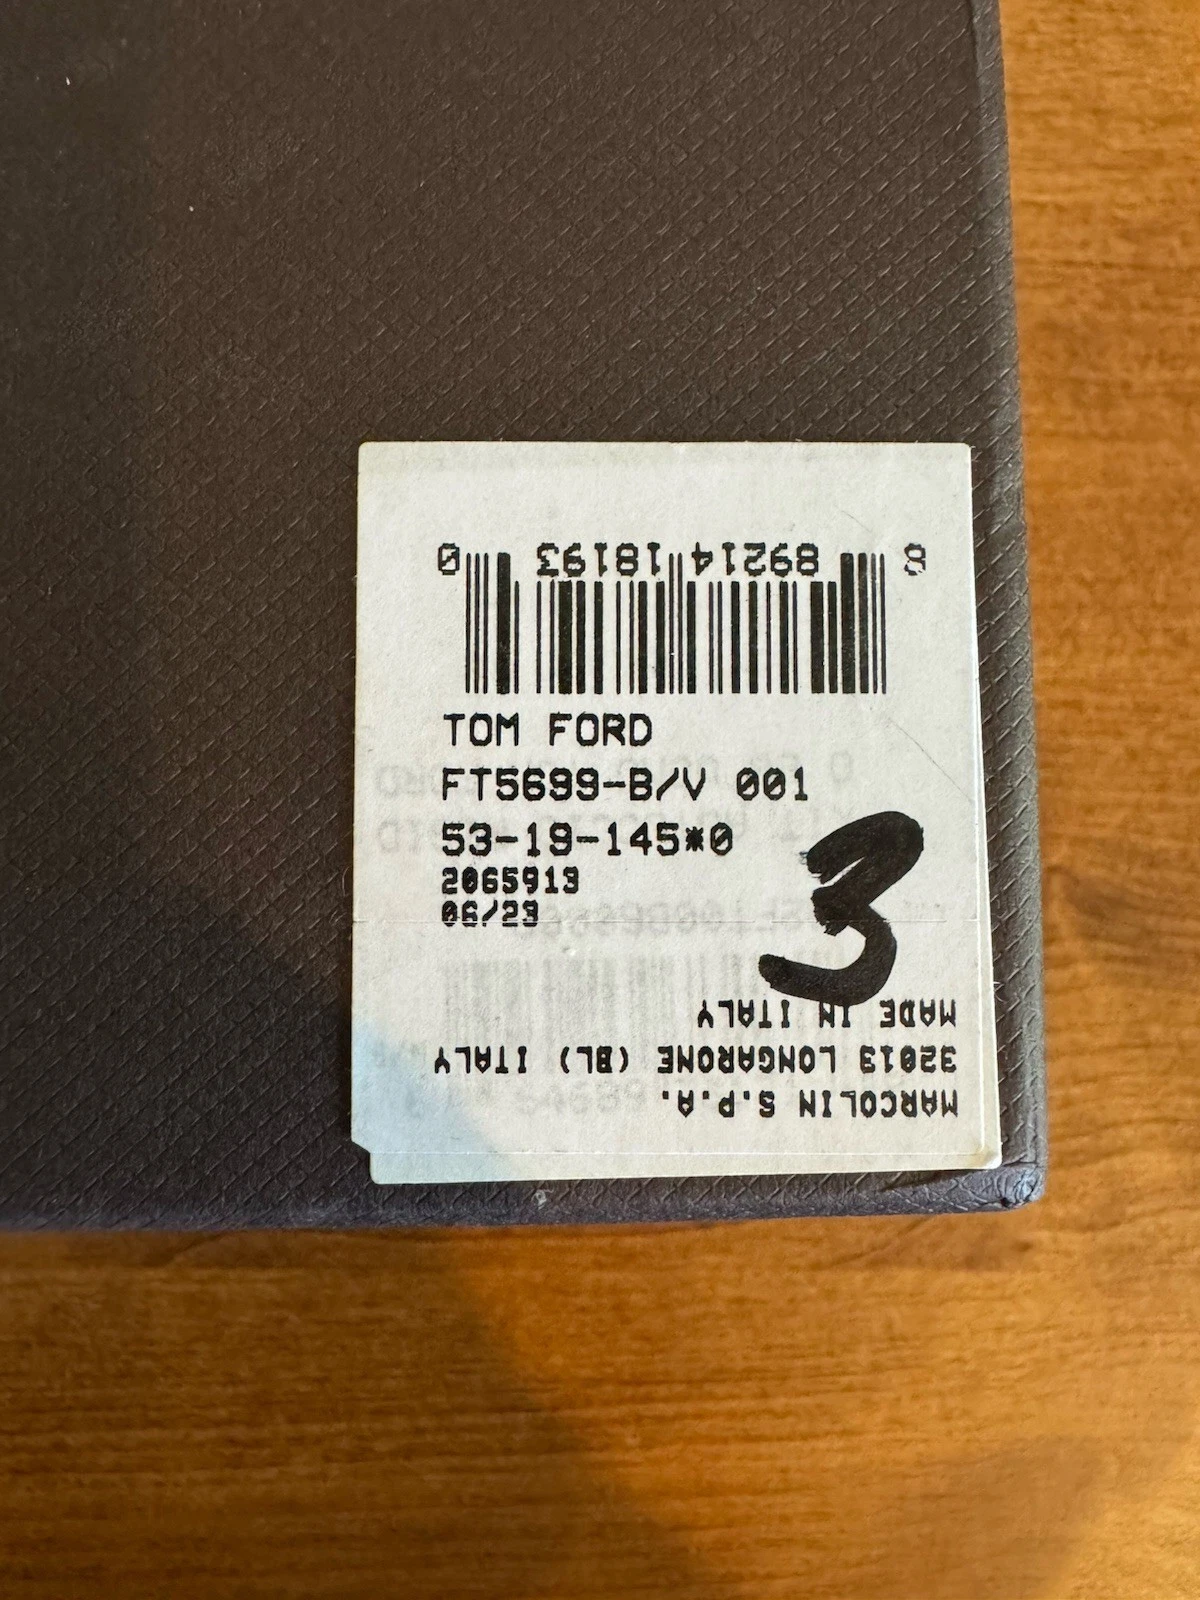 8 89214 18193 0
TOM FORD
FT5699-B/V 001
53-19-145*0
2065913
06/23
3
MARCOLIN S.P.A.
32013 LONGARONE (BL) ITALY
MADE IN ITALY